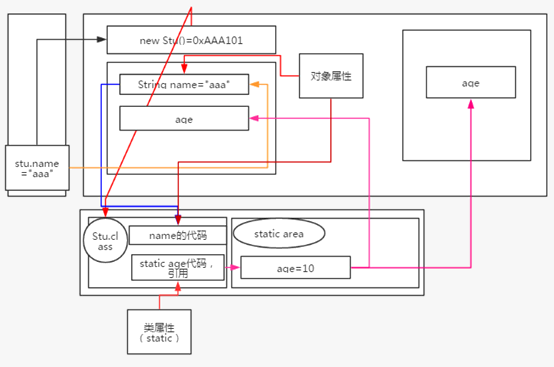 new Stu()=0xAAA101
String name="aaa"
对象属性
age
age
stu.name
="aaa"
Stu.cl
ass
name的代码
static area
static age代码，
引用
age=10
类属性
（static）